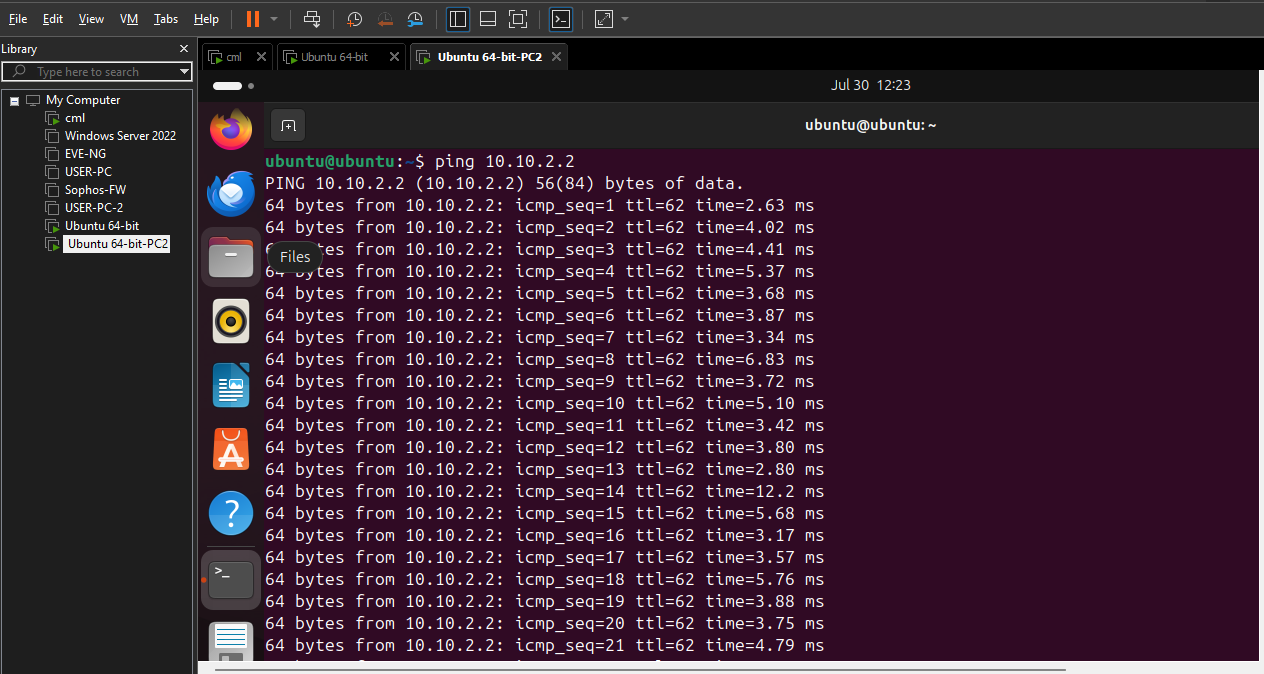 File Edit View VM Tabs Help
Library
Type here to search
My Computer
cml
Windows Server 2022
EVE-NG
USER-PC
Sophos-FW
USER-PC-2
Ubuntu 64-bit
Ubuntu 64-bit-PC2
cml Ubuntu 64-bit Ubuntu 64-bit-PC2
Jul 30 12:23
ubuntu@ubuntu: ~
Files
ubuntu@ubuntu:~$ ping 10.10.2.2
PING 10.10.2.2 (10.10.2.2) 56(84) bytes of data.
64 bytes from 10.10.2.2: icmp_seq=1 ttl=62 time=2.63 ms
64 bytes from 10.10.2.2: icmp_seq=2 ttl=62 time=4.02 ms
64 bytes from 10.10.2.2: icmp_seq=3 ttl=62 time=4.41 ms
64 bytes from 10.10.2.2: icmp_seq=4 ttl=62 time=5.37 ms
64 bytes from 10.10.2.2: icmp_seq=5 ttl=62 time=3.68 ms
64 bytes from 10.10.2.2: icmp_seq=6 ttl=62 time=3.87 ms
64 bytes from 10.10.2.2: icmp_seq=7 ttl=62 time=3.34 ms
64 bytes from 10.10.2.2: icmp_seq=8 ttl=62 time=6.83 ms
64 bytes from 10.10.2.2: icmp_seq=9 ttl=62 time=3.72 ms
64 bytes from 10.10.2.2: icmp_seq=10 ttl=62 time=5.10 ms
64 bytes from 10.10.2.2: icmp_seq=11 ttl=62 time=3.42 ms
64 bytes from 10.10.2.2: icmp_seq=12 ttl=62 time=3.80 ms
64 bytes from 10.10.2.2: icmp_seq=13 ttl=62 time=2.80 ms
64 bytes from 10.10.2.2: icmp_seq=14 ttl=62 time=12.2 ms
64 bytes from 10.10.2.2: icmp_seq=15 ttl=62 time=5.68 ms
64 bytes from 10.10.2.2: icmp_seq=16 ttl=62 time=3.17 ms
64 bytes from 10.10.2.2: icmp_seq=17 ttl=62 time=3.57 ms
64 bytes from 10.10.2.2: icmp_seq=18 ttl=62 time=5.76 ms
64 bytes from 10.10.2.2: icmp_seq=19 ttl=62 time=3.88 ms
64 bytes from 10.10.2.2: icmp_seq=20 ttl=62 time=3.75 ms
64 bytes from 10.10.2.2: icmp_seq=21 ttl=62 time=4.79 ms